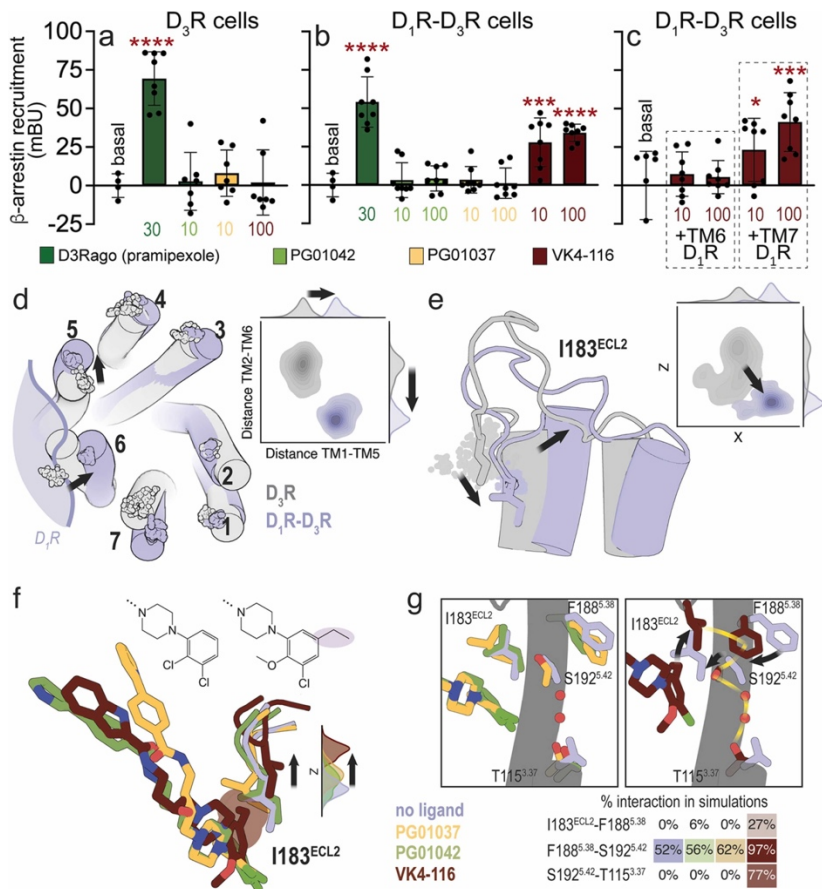 a D₃R cells
b D₁R-D₃R cells
c D₁R-D₃R cells
β-arrestin recruitment
(mBU)
100
75
50
25
0
-25
basal
****
30 10 10 100
basal
****
***
****
30 10 100 10 100 10 100
basal
*
***
10 100 10 100
+TM6
D₁R
+TM7
D₁R
D3Rago (pramipexole)
PG01042
PG01037
VK4-116
d
5
4
3
6
2
7
1
D₁R
Distance TM2-TM6
Distance TM1-TM5
D₃R
D₁R-D₃R
e
I183ᴱᶜᴸ²
Z
X
f
N
N
Cl
Cl
N
N
O
Cl
Z
I183ᴱᶜᴸ²
g
I183ᴱᶜᴸ²
F188⁵·³⁸
S192⁵·⁴²
T115³·³⁷
I183ᴱᶜᴸ²
F188⁵·³⁸
S192⁵·⁴²
T115³·³⁷
no ligand
PG01037
PG01042
VK4-116
% interaction in simulations
I183ᴱᶜᴸ²-F188⁵·³⁸ 0% 6% 0% 27%
F188⁵·³⁸-S192⁵·⁴² 52% 56% 62% 97%
S192⁵·⁴²-T115³·³⁷ 0% 0% 0% 77%